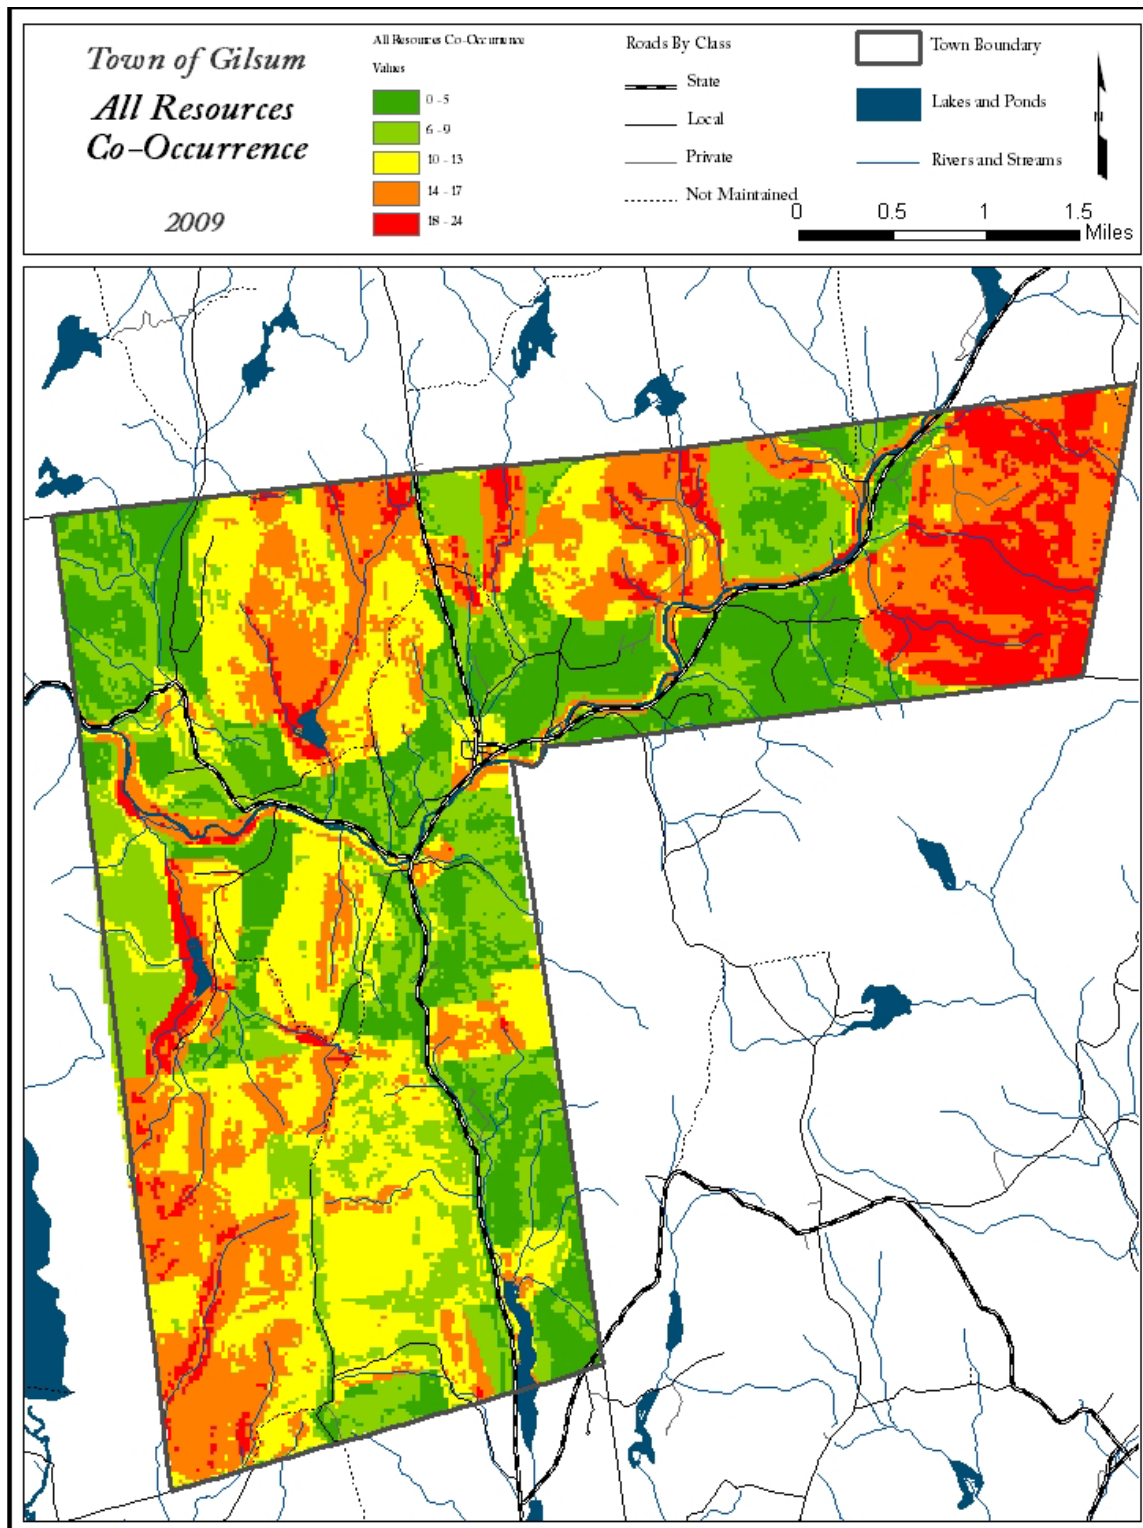 Town of Gilsum
All Resources
Co-Occurrence
2009
All Resources Co-Occurrence
Values
0 - 5
6 - 9
10 - 13
14 - 17
18 - 24
Roads By Class
State
Local
Private
Not Maintained
Town Boundary
Lakes and Ponds
Rivers and Streams
N
0 0.5 1 1.5
Miles